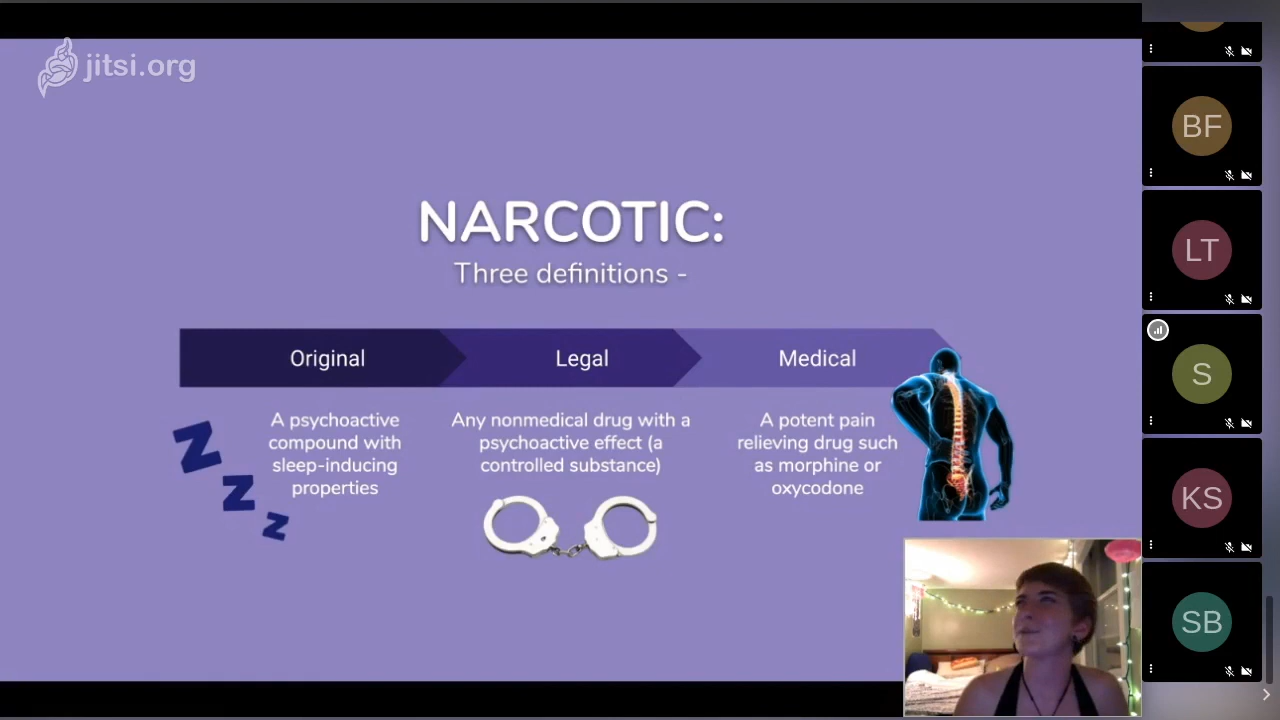 jitsi.org
NARCOTIC:
Three definitions -
Original
Legal
Medical
A psychoactive
compound with
sleep-inducing
properties
Any nonmedical drug with a
psychoactive effect (a
controlled substance)
A potent pain
relieving drug such
as morphine or
oxycodone
Z
Z
Z
BF
LT
S
KS
SB